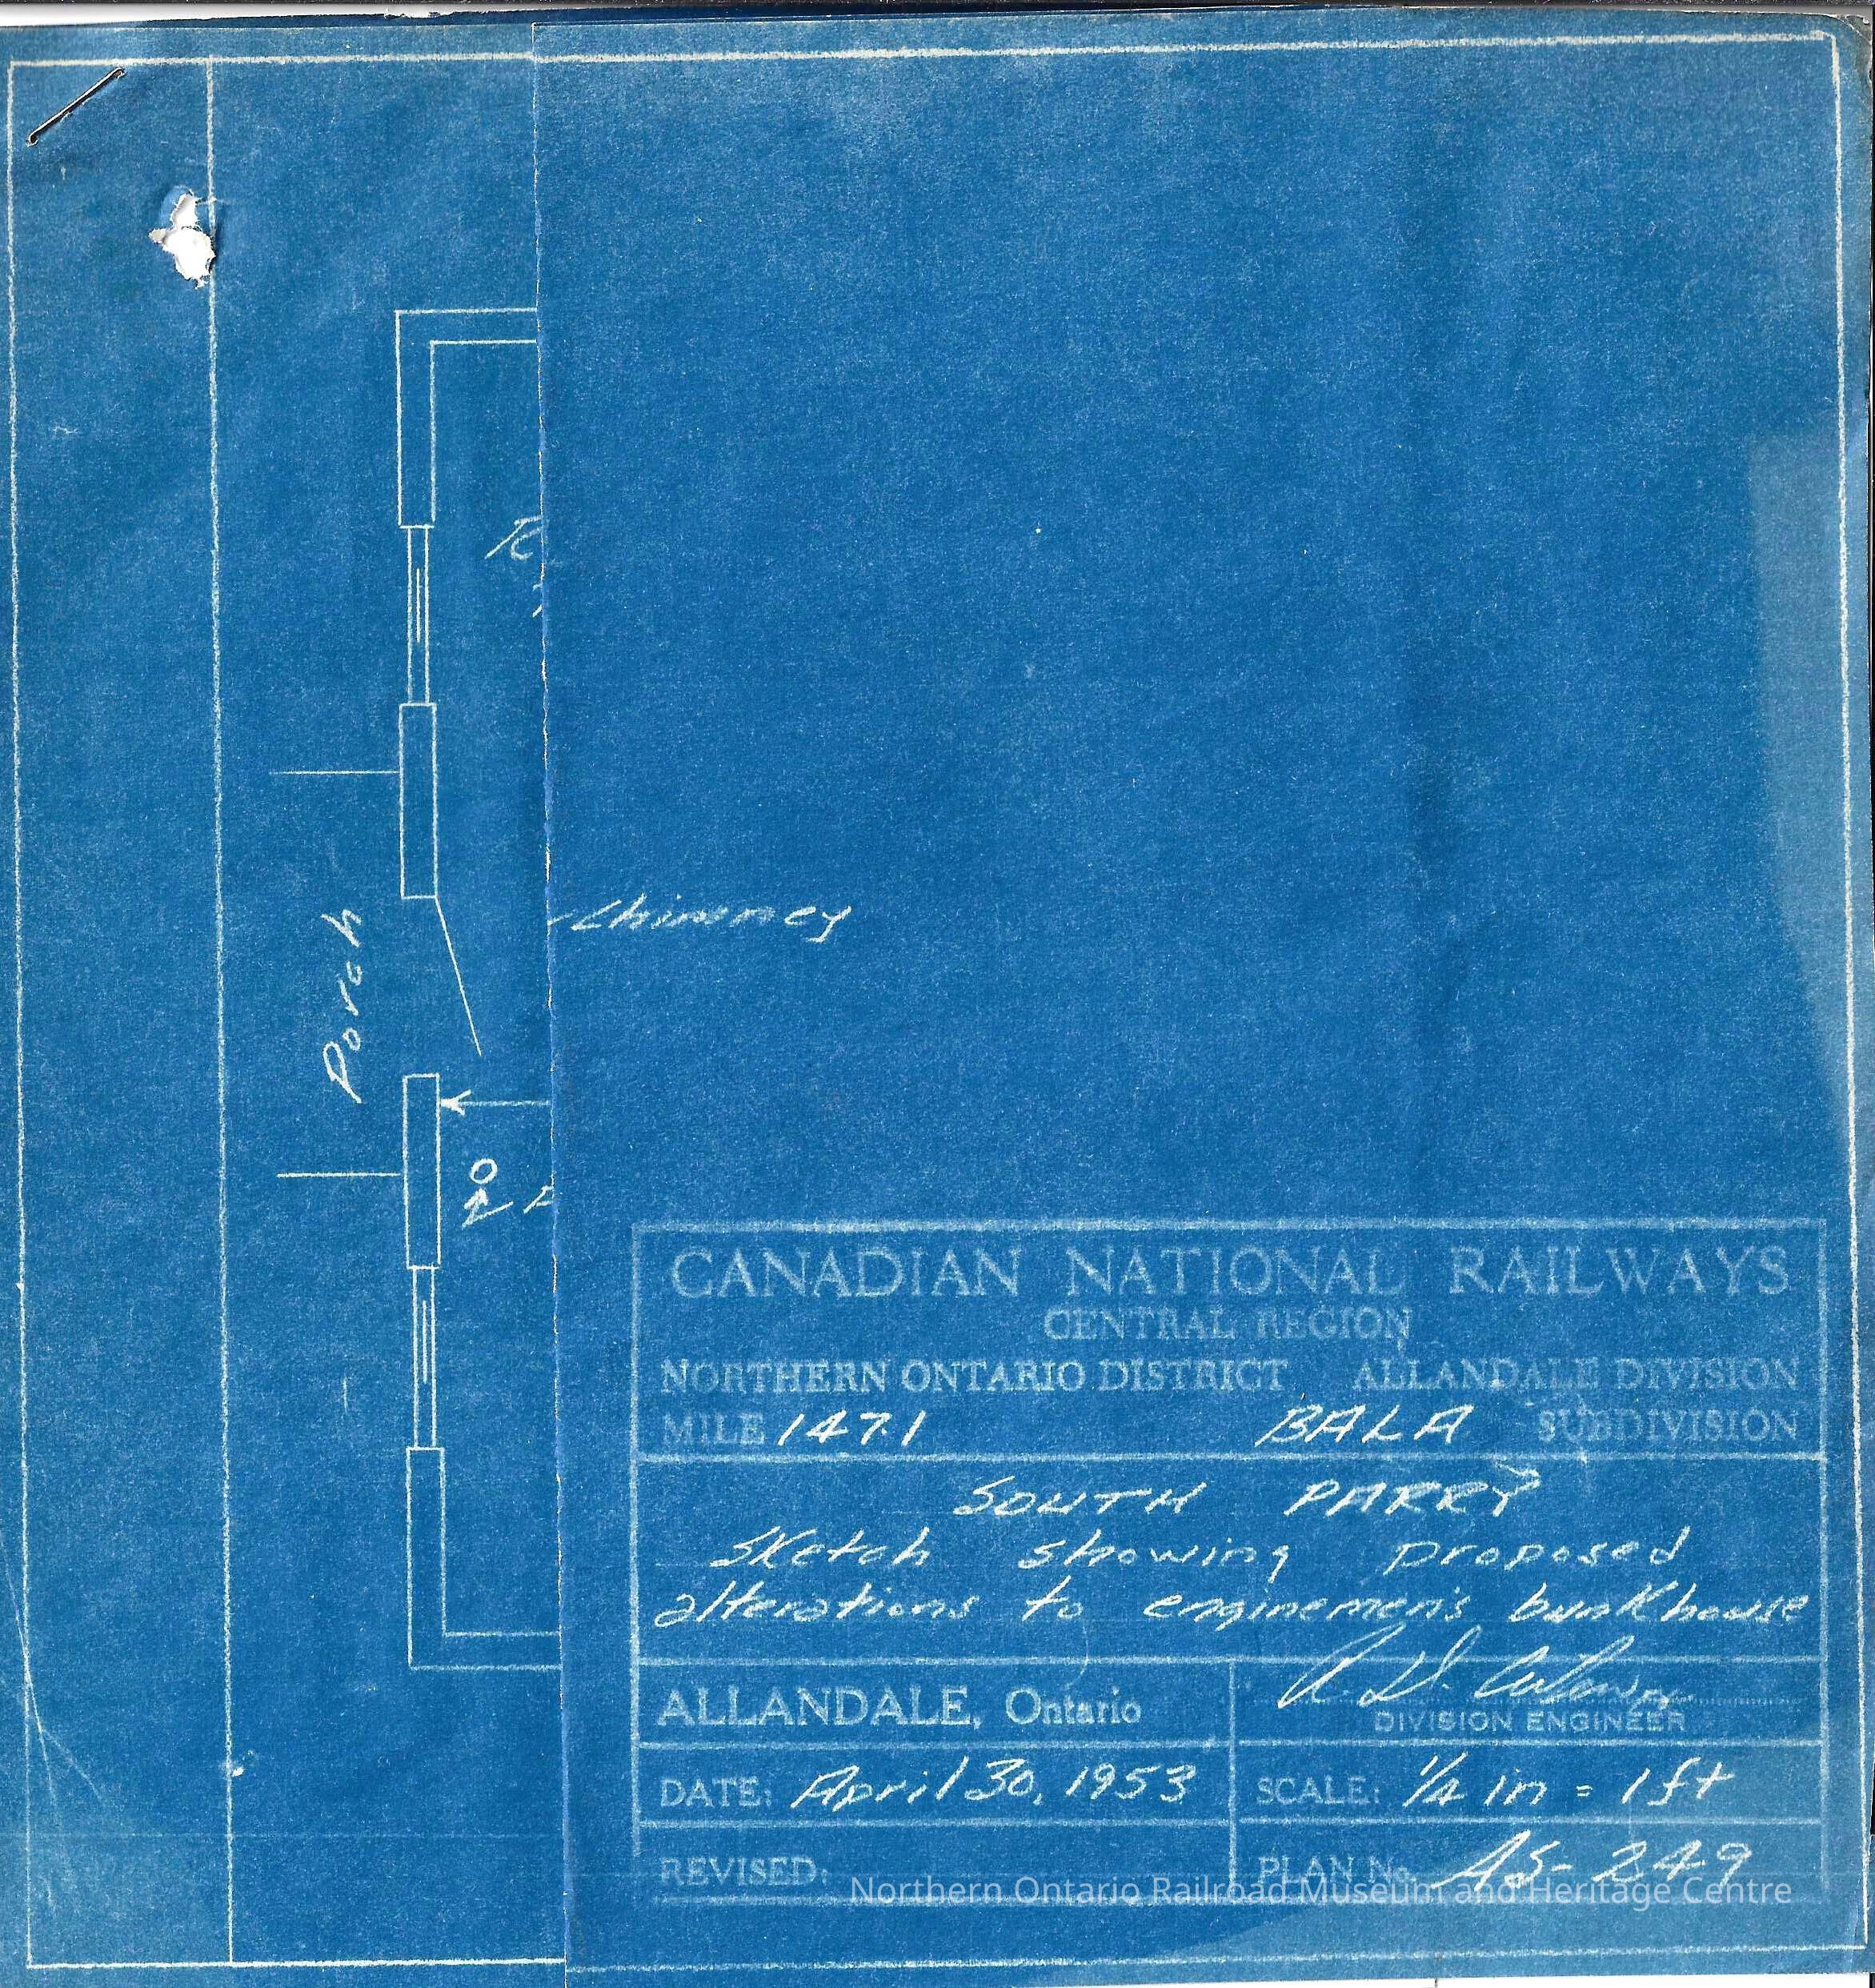 Porch
Chimney
CANADIAN NATIONAL RAILWAYS
CENTRAL REGION
NORTHERN ONTARIO DISTRICT ALLANDALE DIVISION
MILE 147.1 BALA SUBDIVISION
SOUTH PARRY
Sketch showing proposed
alterations to enginemen's bunkhouse
ALLANDALE, Ontario
DIVISION ENGINEER
DATE: April 30, 1953
SCALE: 1/4 in = 1 ft
REVISED:
PLAN No. AS-249
Northern Ontario Railroad Museum and Heritage Centre